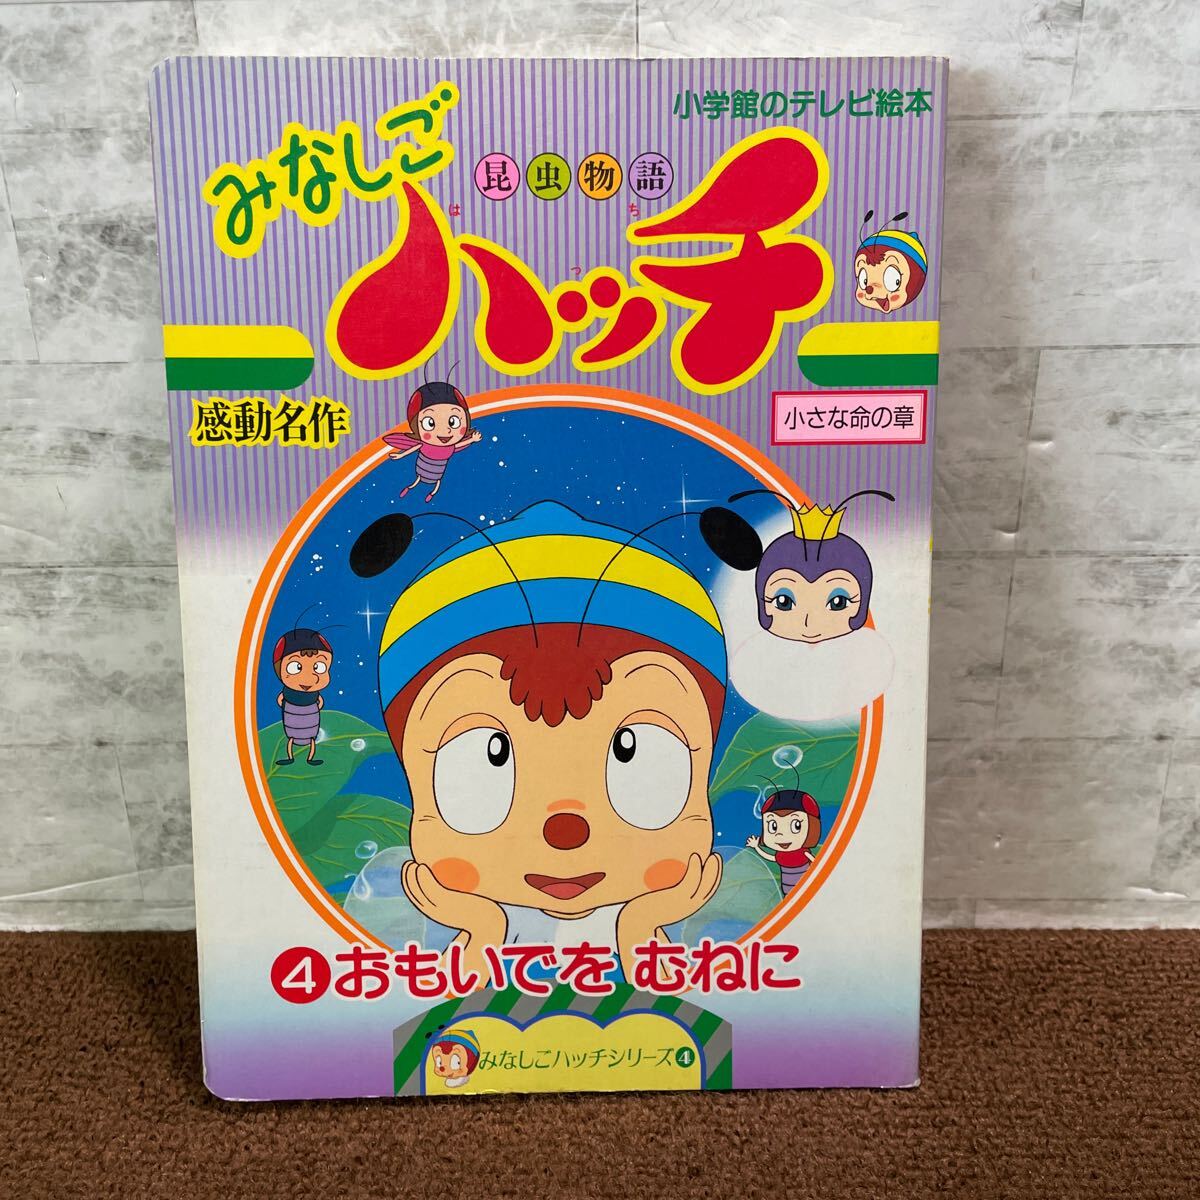 小学館のテレビ絵本
みなしご
昆虫物語
ハッチ
はっち
感動名作
小さな命の章
4おもいでを むねに
みなしごハッチシリーズ4